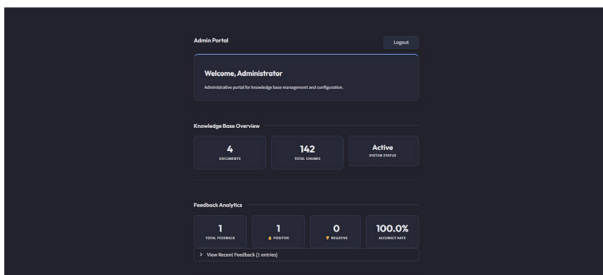 Admin Portal
Logout
Welcome, Administrator
Administrative portal for knowledge base management and configuration.
Knowledge Base Overview
4
DOCUMENTS
142
TOTAL CHUNKS
Active
SYSTEM STATUS
Feedback Analytics
1
TOTAL FEEDBACK
1
👍 POSITIVE
0
👎 NEGATIVE
100.0%
ACCURACY RATE
> View Recent Feedback (1 entries)